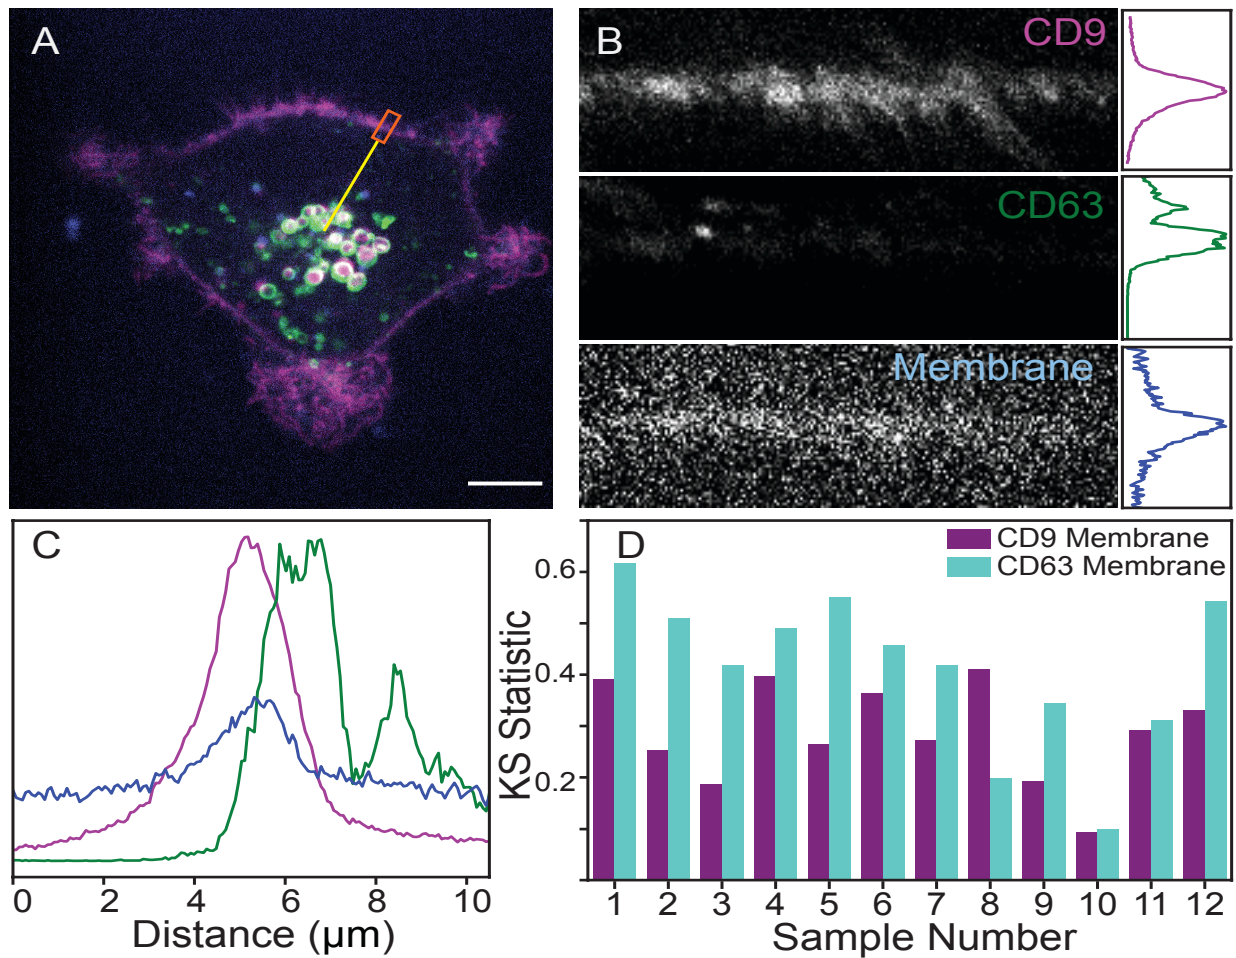 A
B
CD9
CD63
Membrane
C
0 2 4 6 8 10
Distance (µm)
D
CD9 Membrane
CD63 Membrane
0.6
0.4
0.2
KS Statistic
1 2 3 4 5 6 7 8 9 10 11 12
Sample Number